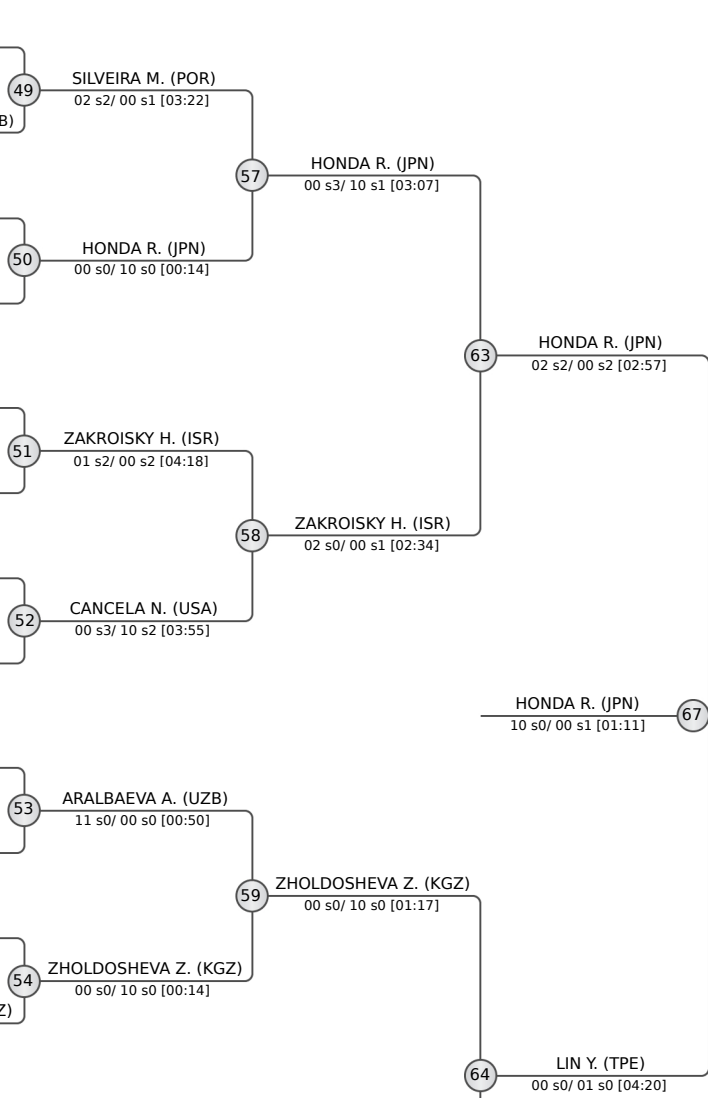 SILVEIRA M. (POR)
49
02 s2/ 00 s1 [03:22]
B)
HONDA R. (JPN)
57
00 s3/ 10 s1 [03:07]
HONDA R. (JPN)
50
00 s0/ 10 s0 [00:14]
HONDA R. (JPN)
63
02 s2/ 00 s2 [02:57]
ZAKROISKY H. (ISR)
51
01 s2/ 00 s2 [04:18]
ZAKROISKY H. (ISR)
58
02 s0/ 00 s1 [02:34]
CANCELA N. (USA)
52
00 s3/ 10 s2 [03:55]
HONDA R. (JPN)
67
10 s0/ 00 s1 [01:11]
ARALBAEVA A. (UZB)
53
11 s0/ 00 s0 [00:50]
ZHOLDOSHEVA Z. (KGZ)
59
00 s0/ 10 s0 [01:17]
ZHOLDOSHEVA Z. (KGZ)
54
00 s0/ 10 s0 [00:14]
Z)
LIN Y. (TPE)
64
00 s0/ 01 s0 [04:20]